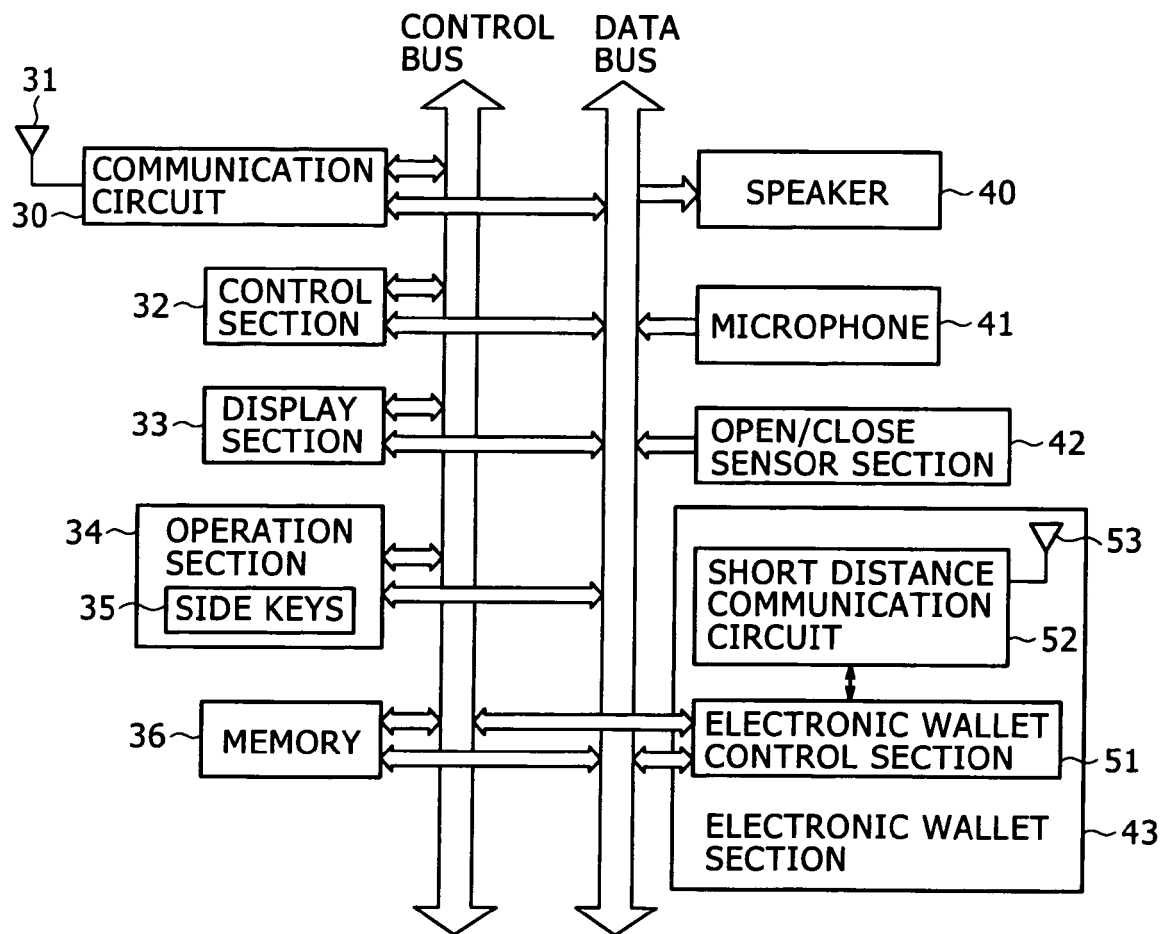 CONTROL
BUS
DATA
BUS
31
COMMUNICATION
CIRCUIT
30
SPEAKER
40
CONTROL
SECTION
32
MICROPHONE
41
DISPLAY
SECTION
33
OPEN/CLOSE
SENSOR SECTION
42
34
OPERATION
SECTION
35
SIDE KEYS
53
SHORT DISTANCE
COMMUNICATION
CIRCUIT
52
36
MEMORY
ELECTRONIC WALLET
CONTROL SECTION
51
ELECTRONIC WALLET
SECTION
43